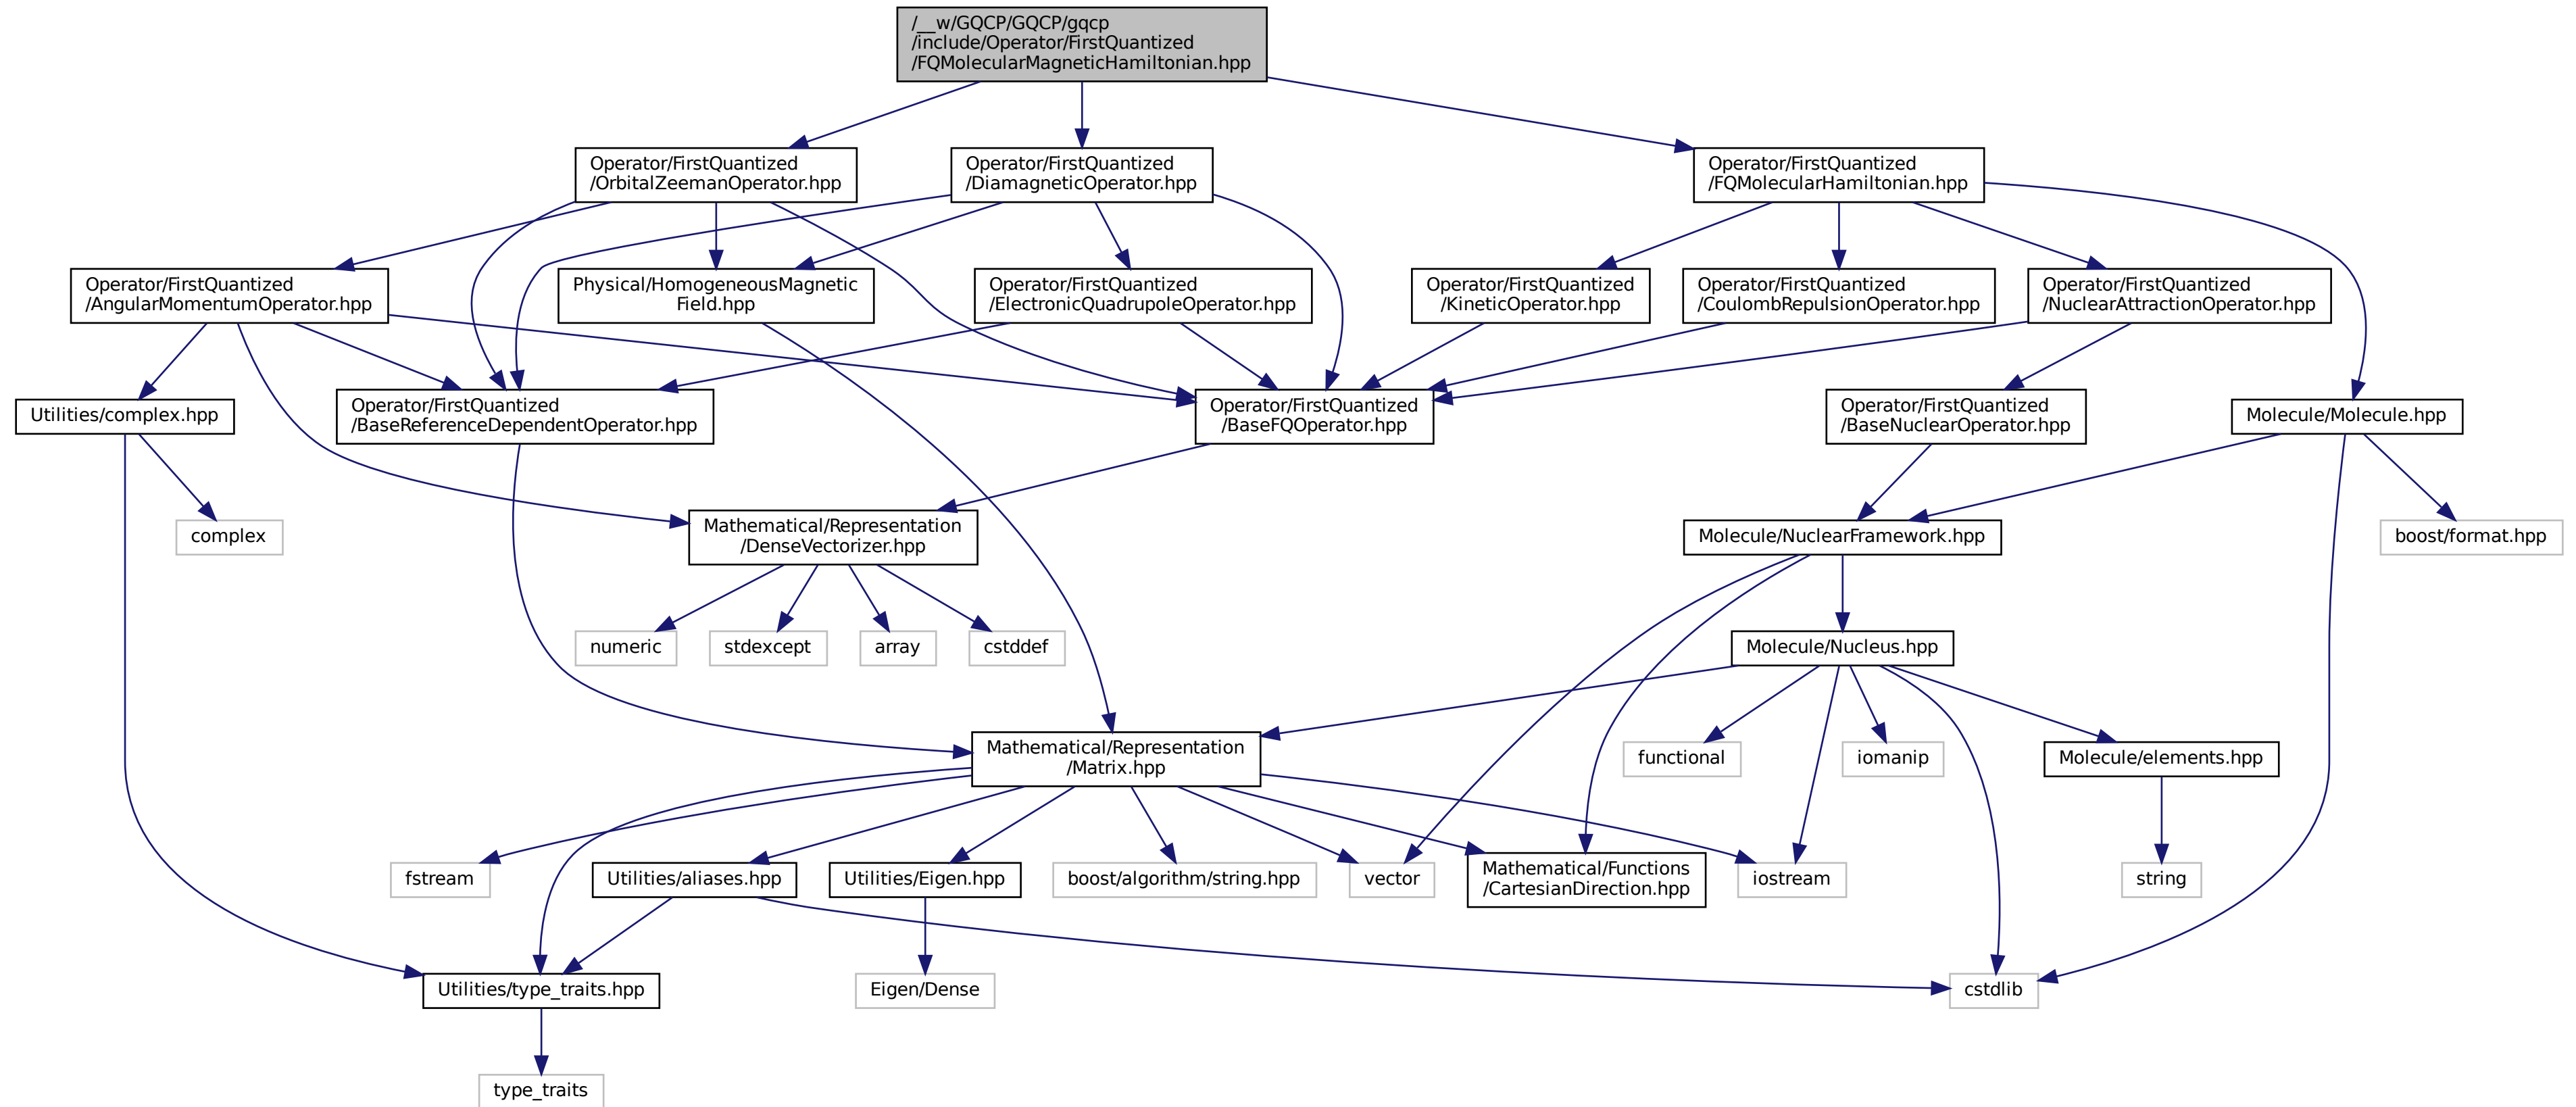 /__w/GQCP/GQCP/gqcp
/include/Operator/FirstQuantized
/FQMolecularMagneticHamiltonian.hpp
Operator/FirstQuantized
/OrbitalZeemanOperator.hpp
Operator/FirstQuantized
/DiamagneticOperator.hpp
Operator/FirstQuantized
/FQMolecularHamiltonian.hpp
Operator/FirstQuantized
/AngularMomentumOperator.hpp
Physical/HomogeneousMagnetic
Field.hpp
Operator/FirstQuantized
/ElectronicQuadrupoleOperator.hpp
Operator/FirstQuantized
/KineticOperator.hpp
Operator/FirstQuantized
/CoulombRepulsionOperator.hpp
Operator/FirstQuantized
/NuclearAttractionOperator.hpp
Utilities/complex.hpp
Operator/FirstQuantized
/BaseReferenceDependentOperator.hpp
Operator/FirstQuantized
/BaseFQOperator.hpp
Operator/FirstQuantized
/BaseNuclearOperator.hpp
Molecule/Molecule.hpp
complex
Mathematical/Representation
/DenseVectorizer.hpp
Molecule/NuclearFramework.hpp
boost/format.hpp
numeric
stdexcept
array
cstddef
Molecule/Nucleus.hpp
Mathematical/Representation
/Matrix.hpp
functional
iomanip
Molecule/elements.hpp
fstream
Utilities/aliases.hpp
Utilities/Eigen.hpp
boost/algorithm/string.hpp
vector
Mathematical/Functions
/CartesianDirection.hpp
iostream
string
Utilities/type_traits.hpp
Eigen/Dense
cstdlib
type_traits